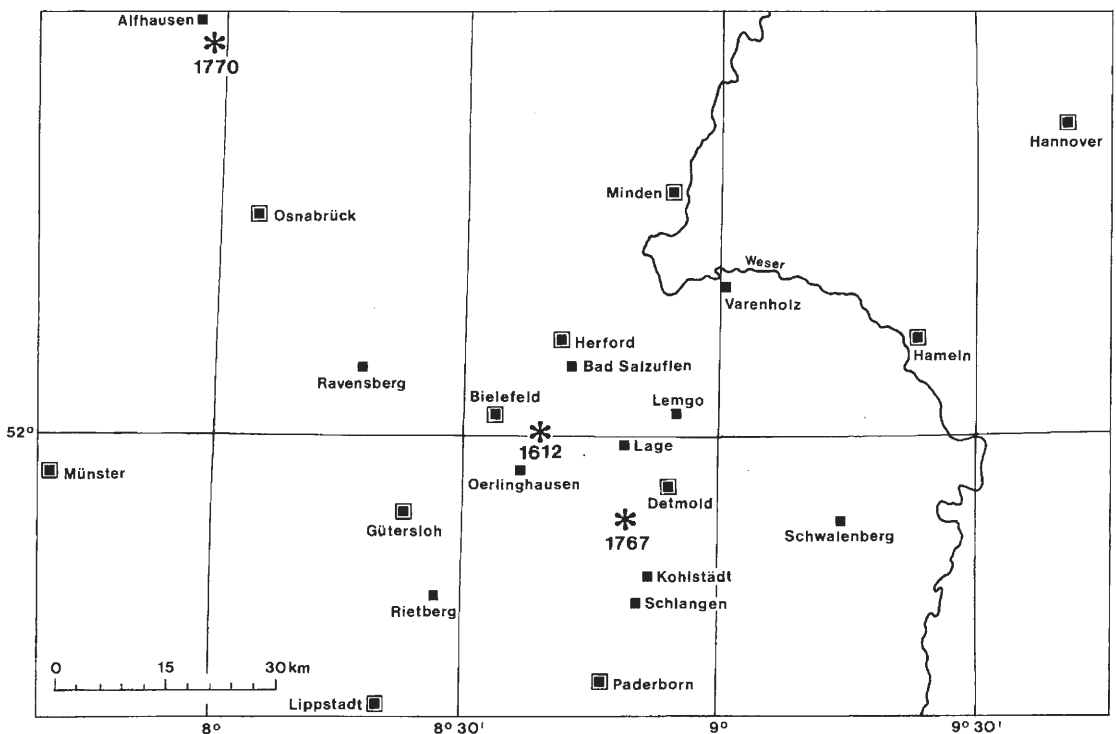 Alfhausen
1770
Hannover
Minden
Osnabrück
Weser
Varenholz
Herford
Hameln
Bad Salzuflen
Ravensberg
Bielefeld
Lemgo
52°
1612
Lage
Münster
Oerlinghausen
Detmold
Gütersloh
1767
Schwalenberg
Kohlstädt
Rietberg
Schlangen
0 15 30 km
Paderborn
Lippstadt
8° 8° 30' 9° 9° 30'